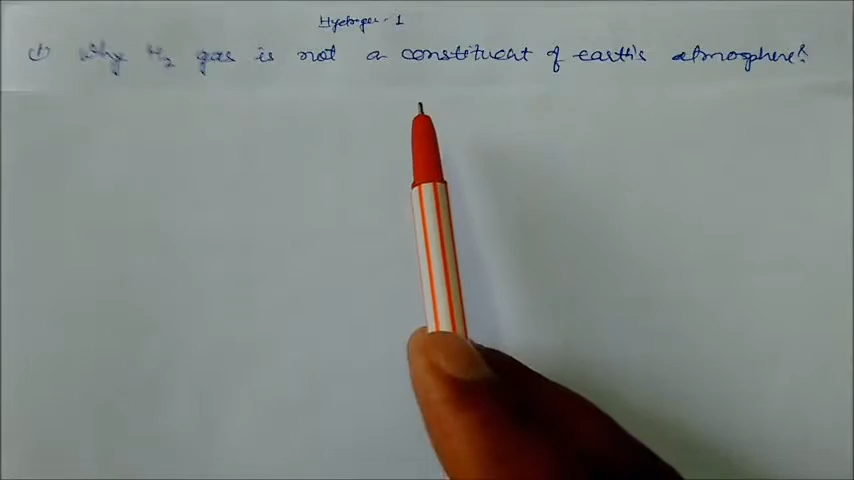 Hydrogen - 1
① Why H₂ gas is not a constituent of earth's atmosphere?